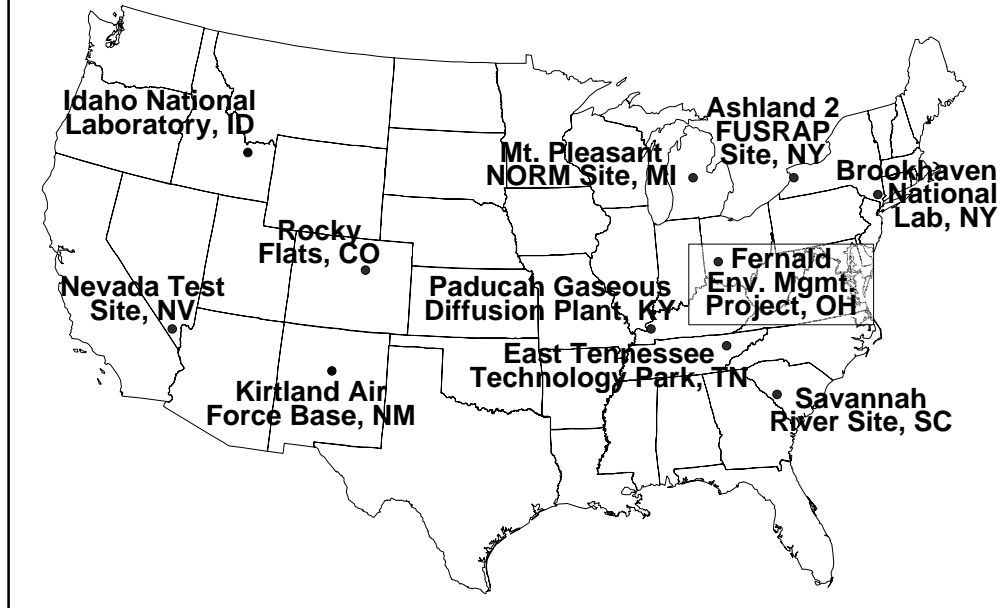 Idaho National
Laboratory, ID
Ashland 2
FUSRAP
Site, NY
Mt. Pleasant
NORM Site, MI
Brookhaven
National
Lab, NY
Rocky
Flats, CO
Fernald
Env. Mgmt.
Project, OH
Nevada Test
Site, NV
Paducah Gaseous
Diffusion Plant, KY
East Tennessee
Technology Park, TN
Kirtland Air
Force Base, NM
Savannah
River Site, SC